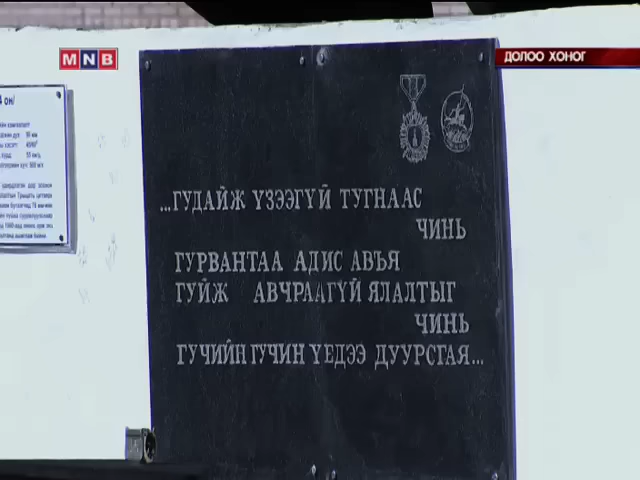 MNB
ДОЛОО ХОНОГ
...ГУДАЙЖ ҮЗЭЭГҮЙ ТУГНААС
ЧИНЬ
ГУРВАНТАА АДИС АВЪЯ
ГУЙЖ АВЧРААГҮЙ ЯЛАЛТЫГ
ЧИНЬ
ГУЧИЙН ГУЧИН ҮЕДЭЭ ДУУРСГАЯ...